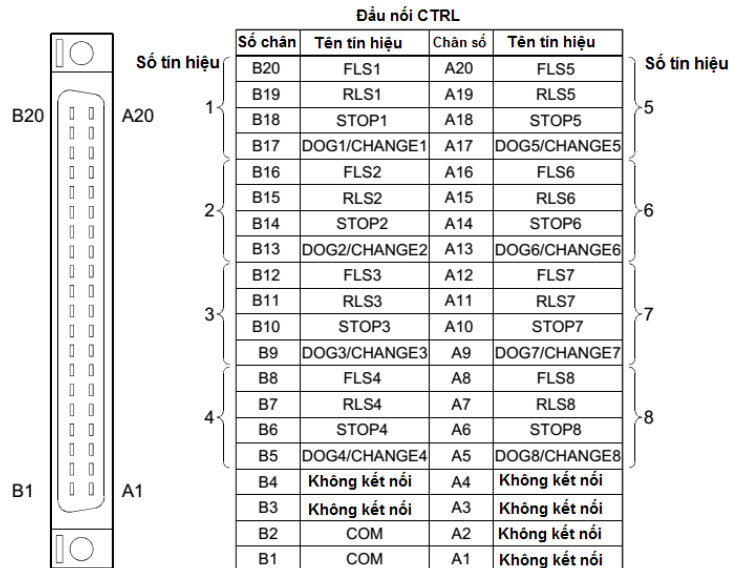 Đầu nối CTRL
Số chân Tên tín hiệu Chân số Tên tín hiệu
Số tín hiệu B20 FLS1 A20 FLS5 Số tín hiệu
B19 RLS1 A19 RLS5
1 5
B20 A20 B18 STOP1 A18 STOP5
B17 DOG1/CHANGE1 A17 DOG5/CHANGE5
B16 FLS2 A16 FLS6
B15 RLS2 A15 RLS6
2 6
B14 STOP2 A14 STOP6
B13 DOG2/CHANGE2 A13 DOG6/CHANGE6
B12 FLS3 A12 FLS7
B11 RLS3 A11 RLS7
3 7
B10 STOP3 A10 STOP7
B9 DOG3/CHANGE3 A9 DOG7/CHANGE7
B8 FLS4 A8 FLS8
B7 RLS4 A7 RLS8
4 8
B6 STOP4 A6 STOP8
B5 DOG4/CHANGE4 A5 DOG8/CHANGE8
B4 Không kết nối A4 Không kết nối
B1 A1
B3 Không kết nối A3 Không kết nối
B2 COM A2 Không kết nối
B1 COM A1 Không kết nối